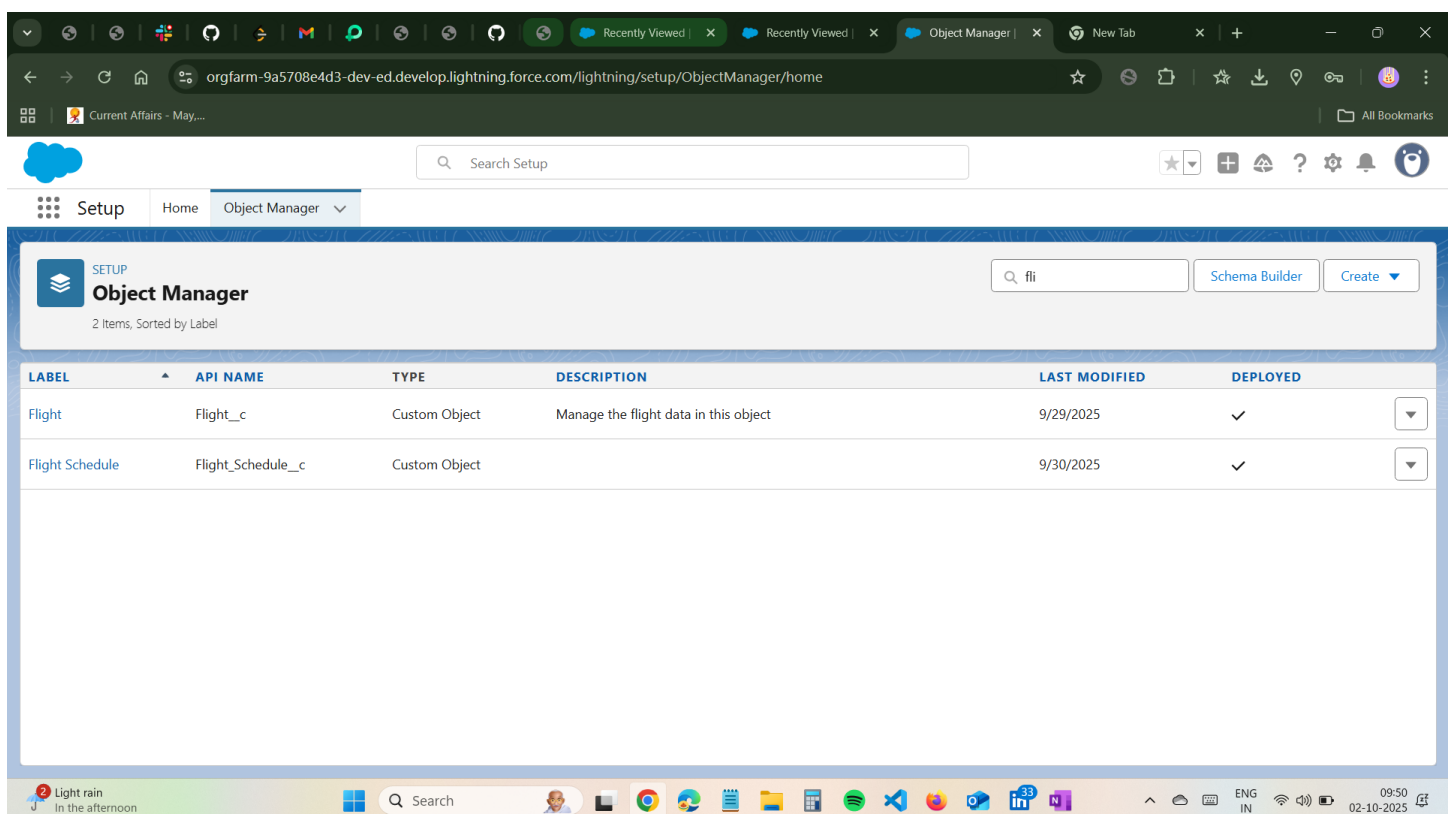 Recently Viewed |
Recently Viewed |
Object Manager |
New Tab
orgfarm-9a5708e4d3-dev-ed.develop.lightning.force.com/lightning/setup/ObjectManager/home
Current Affairs - May,...
All Bookmarks
Search Setup
Setup
Home
Object Manager
SETUP
Object Manager
2 Items, Sorted by Label
fli
Schema Builder
Create
LABEL API NAME TYPE DESCRIPTION LAST MODIFIED DEPLOYED
Flight Flight__c Custom Object Manage the flight data in this object 9/29/2025
Flight Schedule Flight_Schedule__c Custom Object 9/30/2025
2
Light rain
In the afternoon
Search
33
ENG
IN
09:50
02-10-2025